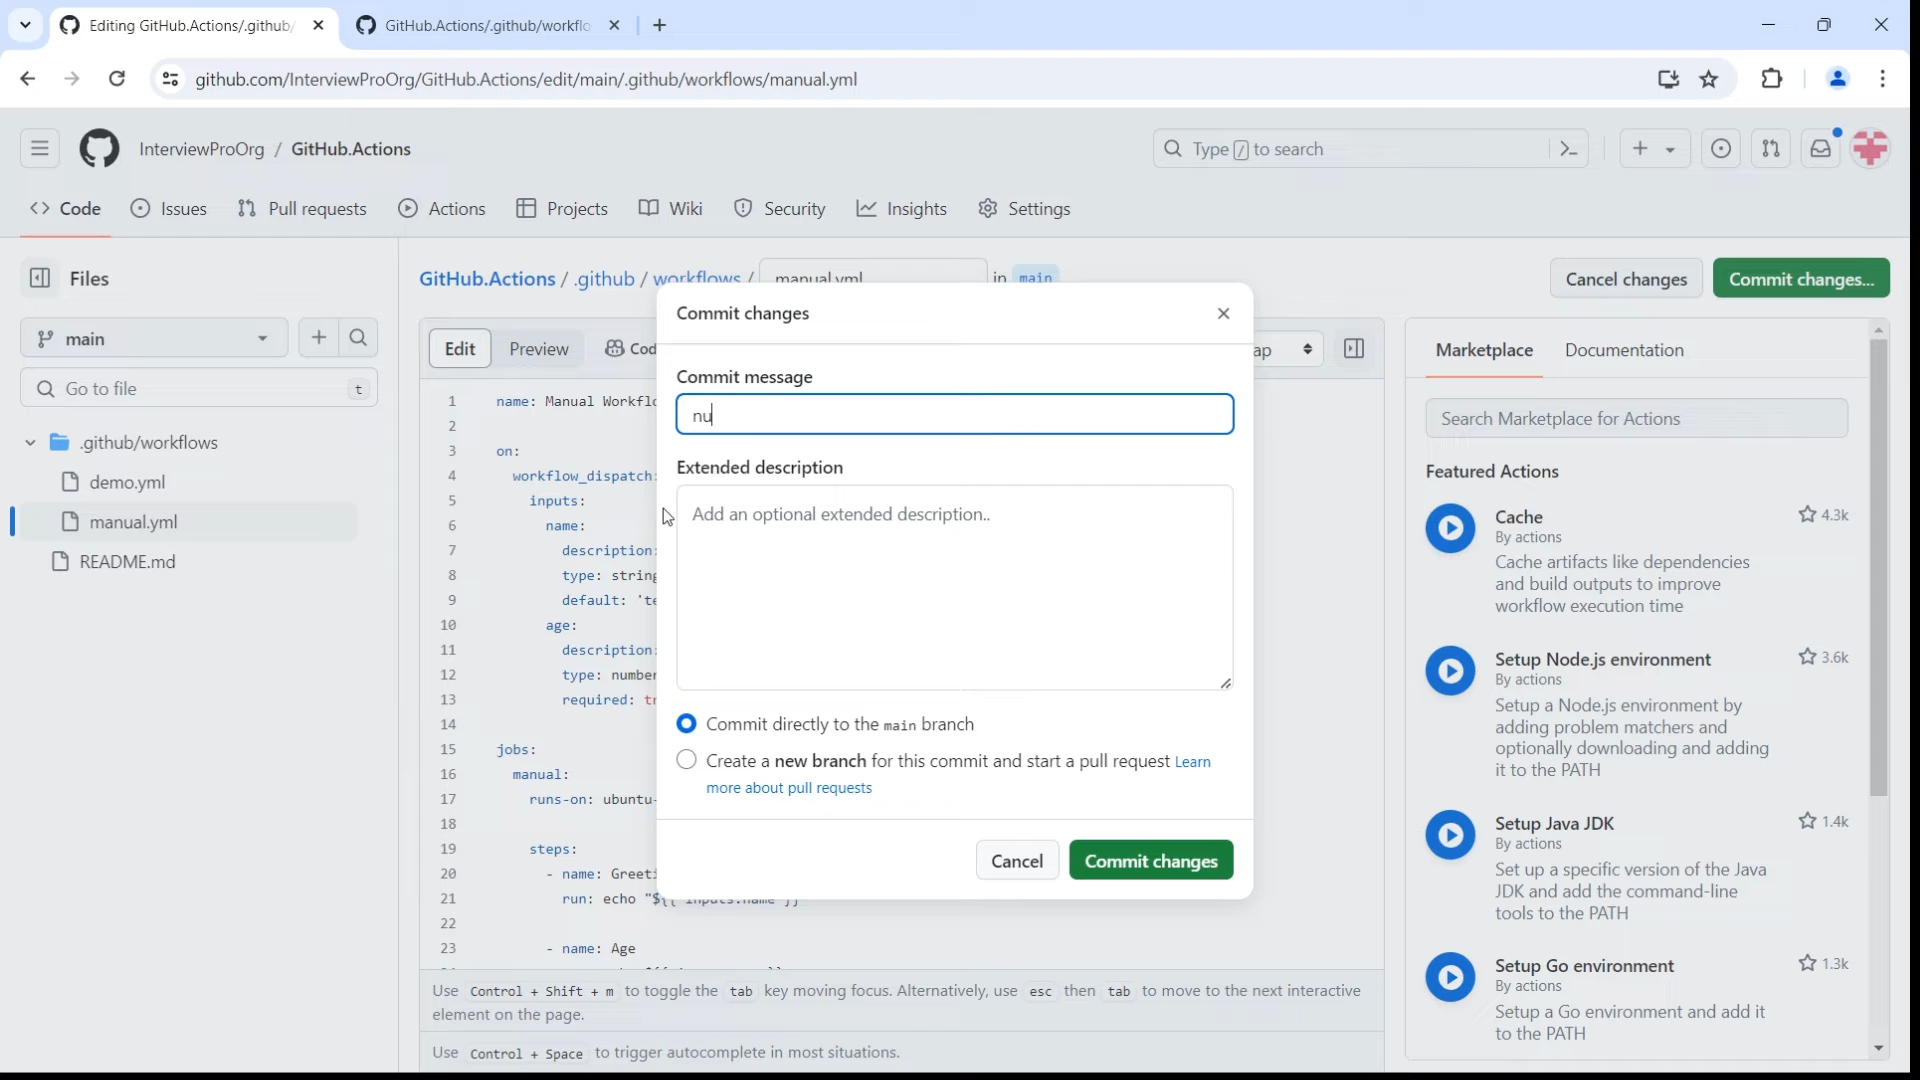 Editing GitHub.Actions/.github/
GitHub.Actions/.github/workflo
github.com/InterviewProOrg/GitHub.Actions/edit/main/.github/workflows/manual.yml
InterviewProOrg / GitHub.Actions
Type / to search
Code
Issues
Pull requests
Actions
Projects
Wiki
Security
Insights
Settings
Files
main
Go to file
t
.github/workflows
demo.yml
manual.yml
README.md
GitHub.Actions / .github / workflows / manual.yml in main
Cancel changes
Commit changes...
Edit
Preview
1 name: Manual
2
3 on:
4 workflow_dispatch:
5 inputs:
6 name:
7 description:
8 type: string
9 default:
10 age:
11 description:
12 type: number
13 required:
14
15 jobs:
16 manual:
17 runs-on:
18
19 steps:
20 - name:
21 run: echo "${{ inputs.name }}
22
23 - name: Age
Use Control + Shift + m to toggle the tab key moving focus. Alternatively, use esc then tab to move to the next interactive
element on the page.
Use Control + Space to trigger autocomplete in most situations.
Commit changes
Commit message
nu
Extended description
Add an optional extended description..
Commit directly to the main branch
Create a new branch for this commit and start a pull request Learn
more about pull requests
Cancel
Commit changes
Marketplace
Documentation
Search Marketplace for Actions
Featured Actions
Cache
4.3k
By actions
Cache artifacts like dependencies
and build outputs to improve
workflow execution time
Setup Node.js environment
3.6k
By actions
Setup a Node.js environment by
adding problem matchers and
optionally downloading and adding
it to the PATH
Setup Java JDK
1.4k
By actions
Set up a specific version of the Java
JDK and add the command-line
tools to the PATH
Setup Go environment
1.3k
By actions
Setup a Go environment and add it
to the PATH